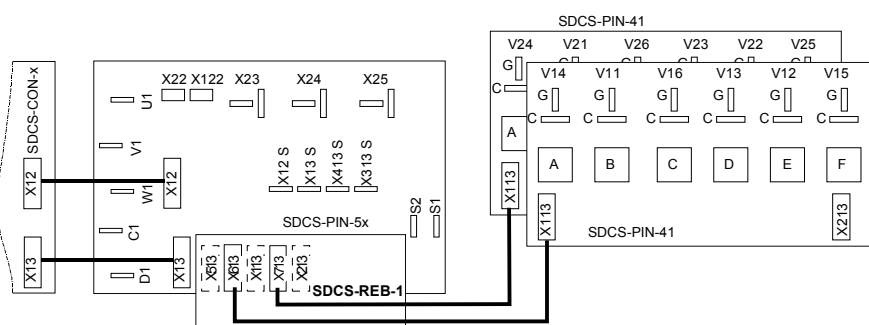 SDCS-PIN-41
V24 V21 V26 V23 V22 V25
G G G G G G
C
A
X113
V14 V11 V16 V13 V12 V15
G G G G G G
C C C C C C
A B C D E F
X113
X213
SDCS-PIN-41
SDCS-CON-x
X12
X13
X22 X122 X23 X24 X25
U1
V1
W1
C1
D1
X12
X13
X12 S
X13 S
X413 S
X313 S
S2
S1
SDCS-PIN-5x
X513
X613
X113
X713
X213
SDCS-REB-1